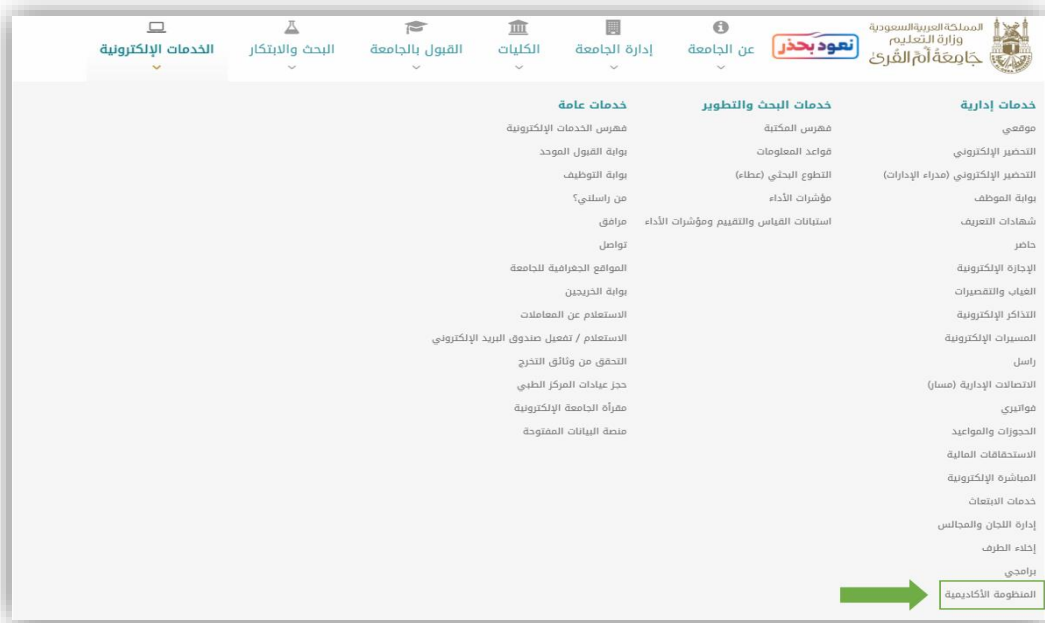 المملكة العربية السعودية
وزارة التعليم
جَامِعَةُ أُمّ القُرى
نعود بحذر
عن الجامعة
إدارة الجامعة
الكليات
القبول بالجامعة
البحث والابتكار
الخدمات الإلكترونية
خدمات إدارية
موقعي
التحضير الإلكتروني
التحضير الإلكتروني (مدراء الإدارات)
بوابة الموظف
شهادات التعريف
حاضر
الإجازة الإلكترونية
الغياب والتقصيرات
التذاكر الإلكترونية
المسيرات الإلكترونية
راسل
الاتصالات الإدارية (مسار)
فواتيري
الحجوزات والمواعيد
الاستحقاقات المالية
المباشرة الإلكترونية
خدمات الابتعاث
إدارة اللجان والمجالس
إخلاء الطرف
برامجي
المنظومة الأكاديمية
خدمات البحث والتطوير
فهرس المكتبة
قواعد المعلومات
التطوع البحثي (عطاء)
مؤشرات الأداء
استبانات القياس والتقييم ومؤشرات الأداء
خدمات عامة
فهرس الخدمات الإلكترونية
بوابة القبول الموحد
بوابة التوظيف
من راسلني؟
مرافق
تواصل
المواقع الجغرافية للجامعة
بوابة الخريجين
الاستعلام عن المعاملات
الاستعلام / تفعيل صندوق البريد الإلكتروني
التحقق من وثائق التخرج
حجز عيادات المركز الطبي
مقرأة الجامعة الإلكترونية
منصة البيانات المفتوحة